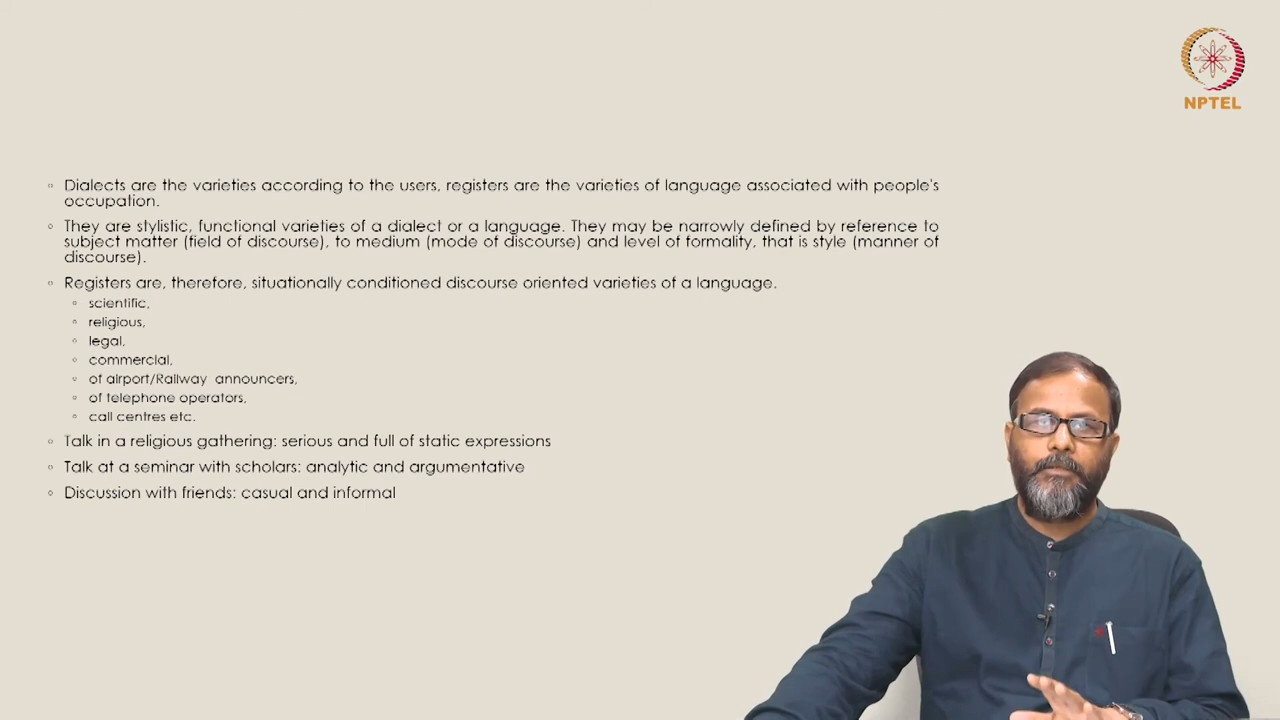 NPTEL
◦ Dialects are the varieties according to the users, registers are the varieties of language associated with people's
occupation.
◦ They are stylistic, functional varieties of a dialect or a language. They may be narrowly defined by reference to
subject matter (field of discourse), to medium (mode of discourse) and level of formality, that is style (manner of
discourse).
◦ Registers are, therefore, situationally conditioned discourse oriented varieties of a language.
◦ scientific,
◦ religious,
◦ legal,
◦ commercial,
◦ of airport/Railway announcers,
◦ of telephone operators,
◦ call centres etc.
◦ Talk in a religious gathering: serious and full of static expressions
◦ Talk at a seminar with scholars: analytic and argumentative
◦ Discussion with friends: casual and informal